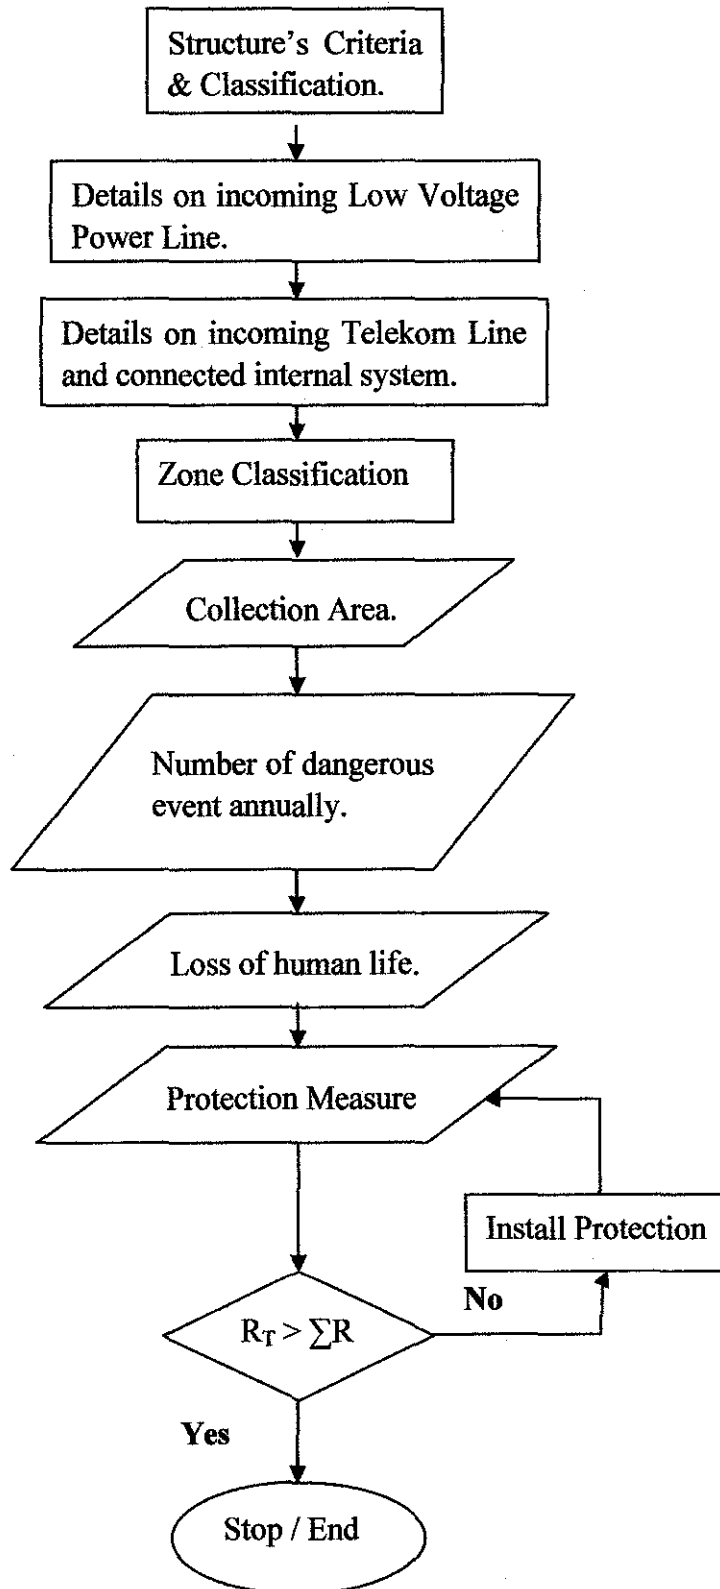 Structure's Criteria
& Classification.
Details on incoming Low Voltage
Power Line.
Details on incoming Telekom Line
and connected internal system.
Zone Classification
Collection Area.
Number of dangerous
event annually.
Loss of human life.
Protection Measure
Install Protection
No
R_T > ∑R
Yes
Stop / End